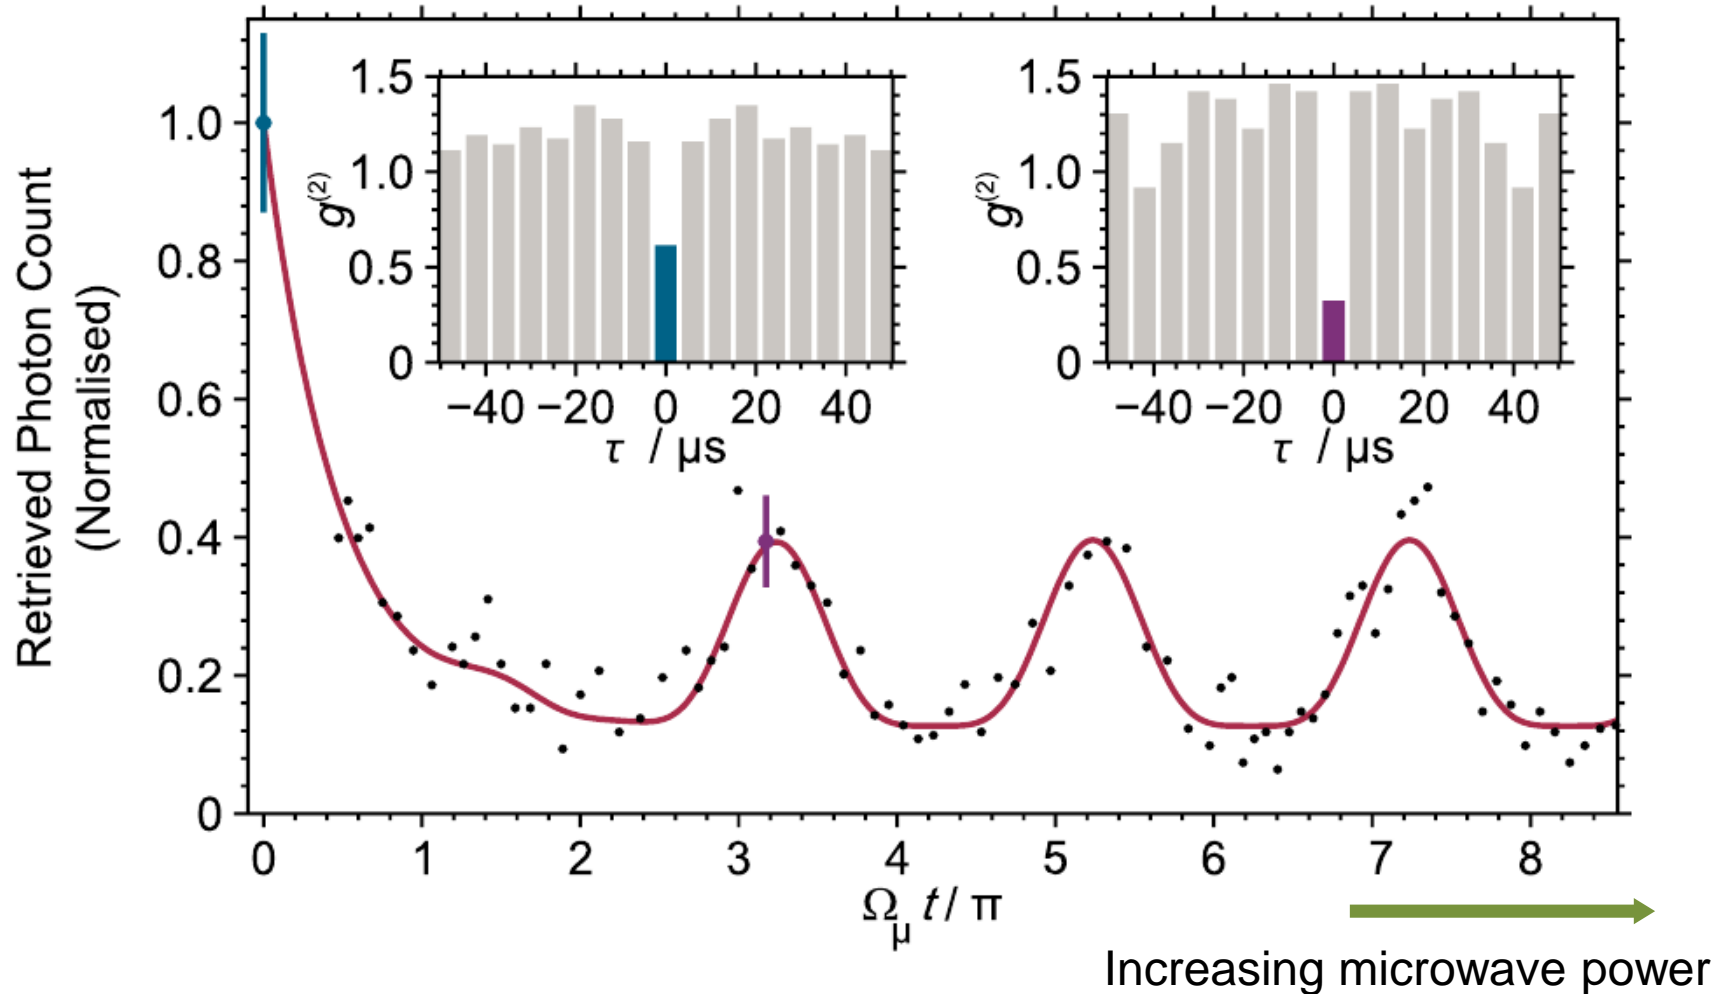 Retrieved Photon Count
(Normalised)
1.0
0.8
0.6
0.4
0.2
0
0 1 2 3 4 5 6 7 8
Ωμ t / π
g(2)
1.5
1.0
0.5
0
−40 −20 0 20 40
τ / μs
g(2)
1.5
1.0
0.5
0
−40 −20 0 20 40
τ / μs
Increasing microwave power